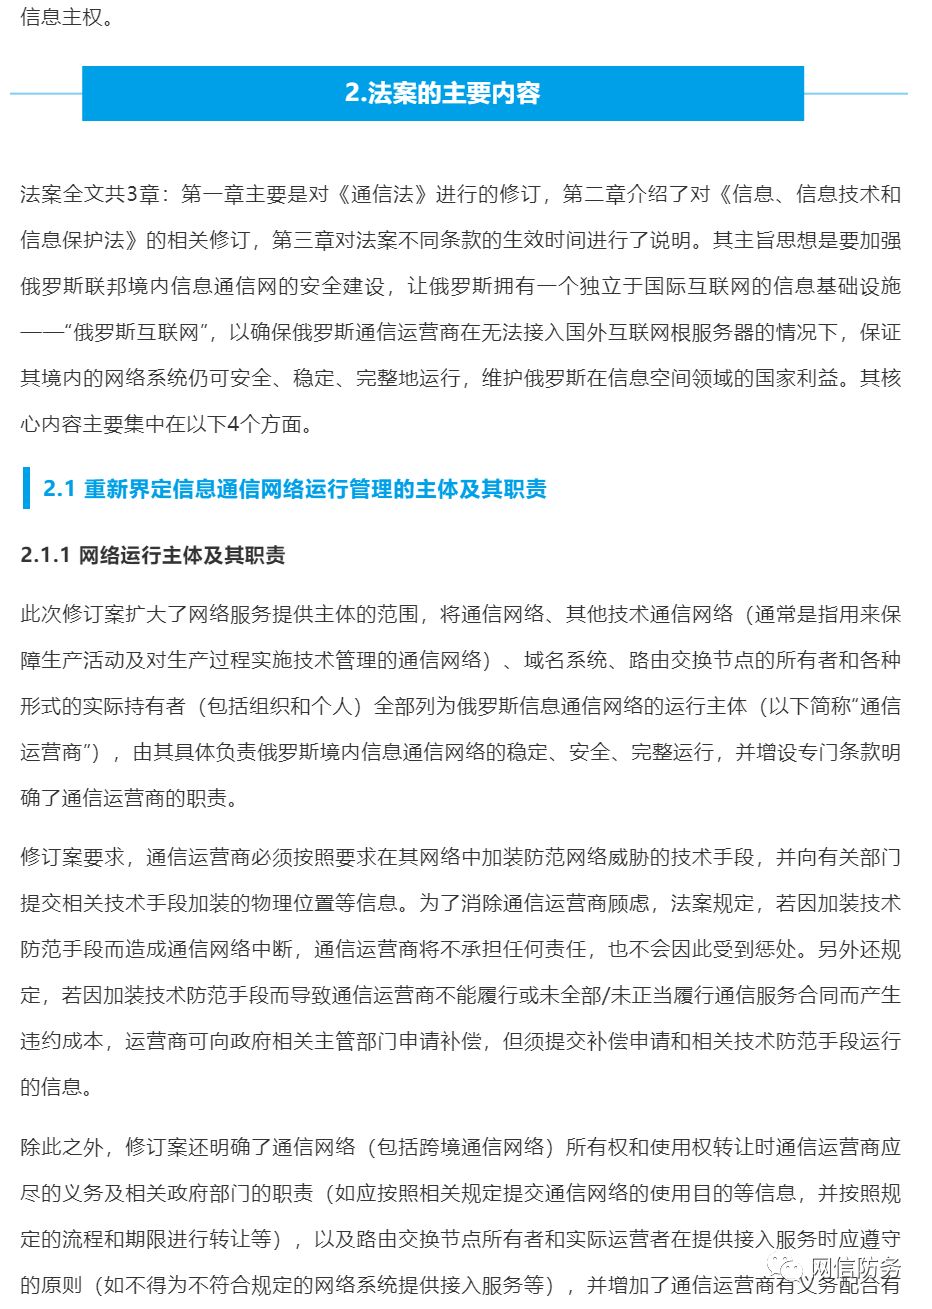 信息主权。
2.法案的主要内容
法案全文共3章：第一章主要是对《通信法》进行的修订，第二章介绍了对《信息、信息技术和
信息保护法》的相关修订，第三章对法案不同条款的生效时间进行了说明。其主旨思想是要加强
俄罗斯联邦境内信息通信网的安全建设，让俄罗斯拥有一个独立于国际互联网的信息基础设施
——“俄罗斯互联网”，以确保俄罗斯通信运营商在无法接入国外互联网根服务器的情况下，保证
其境内的网络系统仍可安全、稳定、完整地运行，维护俄罗斯在信息空间领域的国家利益。其核
心内容主要集中在以下4个方面。
2.1 重新界定信息通信网络运行管理的主体及其职责
2.1.1 网络运行主体及其职责
此次修订案扩大了网络服务提供主体的范围，将通信网络、其他技术通信网络（通常是指用来保
障生产活动及对生产过程实施技术管理的通信网络）、域名系统、路由交换节点的所有者和各种
形式的实际持有者（包括组织和个人）全部列为俄罗斯信息通信网络的运行主体（以下简称“通信
运营商”），由其具体负责俄罗斯境内信息通信网络的稳定、安全、完整运行，并增设专门条款明
确了通信运营商的职责。
修订案要求，通信运营商必须按照要求在其网络中加装防范网络威胁的技术手段，并向有关部门
提交相关技术手段加装的物理位置等信息。为了消除通信运营商顾虑，法案规定，若因加装技术
防范手段而造成通信网络中断，通信运营商将不承担任何责任，也不会因此受到惩处。另外还规
定，若因加装技术防范手段而导致通信运营商不能履行或未全部/未正当履行通信服务合同而产生
违约成本，运营商可向政府相关主管部门申请补偿，但须提交补偿申请和相关技术防范手段运行
的信息。
除此之外，修订案还明确了通信网络（包括跨境通信网络）所有权和使用权转让时通信运营商应
尽的义务及相关政府部门的职责（如应按照相关规定提交通信网络的使用目的等信息，并按照规
定的流程和期限进行转让等），以及路由交换节点所有者和实际运营者在提供接入服务时应遵守
的原则（如不得为不符合规定的网络系统提供接入服务等），并增加了通信运营商有义务配合有
网信防务